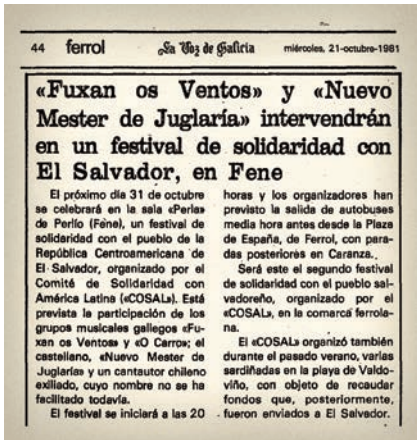 44 ferrol La Voz de Galicia miércoles, 21-octubre-1981
«Fuxan os Ventos» y «Nuevo
Mester de Juglaría» intervendrán
en un festival de solidaridad con
El Salvador, en Fene
El próximo día 31 de octubre
se celebrará en la sala «Perla»
de Perlío (Fene), un festival de
solidaridad con el pueblo de la
República Centroamericana de
El Salvador, organizado por el
Comité de Solidaridad con
América Latina («COSAL»). Está
prevista la participación de los
grupos musicales gallegos «Fu-
xan os Ventos» y «O Carro»; el
castellano, «Nuevo Mester de
Juglaría» y un cantautor chileno
exiliado, cuyo nombre no se ha
facilitado todavía.
El festival se iniciará a las 20
horas y los organizadores han
previsto la salida de autobuses
media hora antes desde la Plaza
de España, de Ferrol, con para-
das posteriores en Caranza.
Será este el segundo festival
de solidaridad con el pueblo sal-
vadoreño, organizado por el
«COSAL», en la comarca ferrola-
na.
El «COSAL» organizó también
durante el pasado verano, varias
sardiñadas en la playa de Valdo-
viño, con objeto de recaudar
fondos que, posteriormente,
fueron enviados a El Salvador.